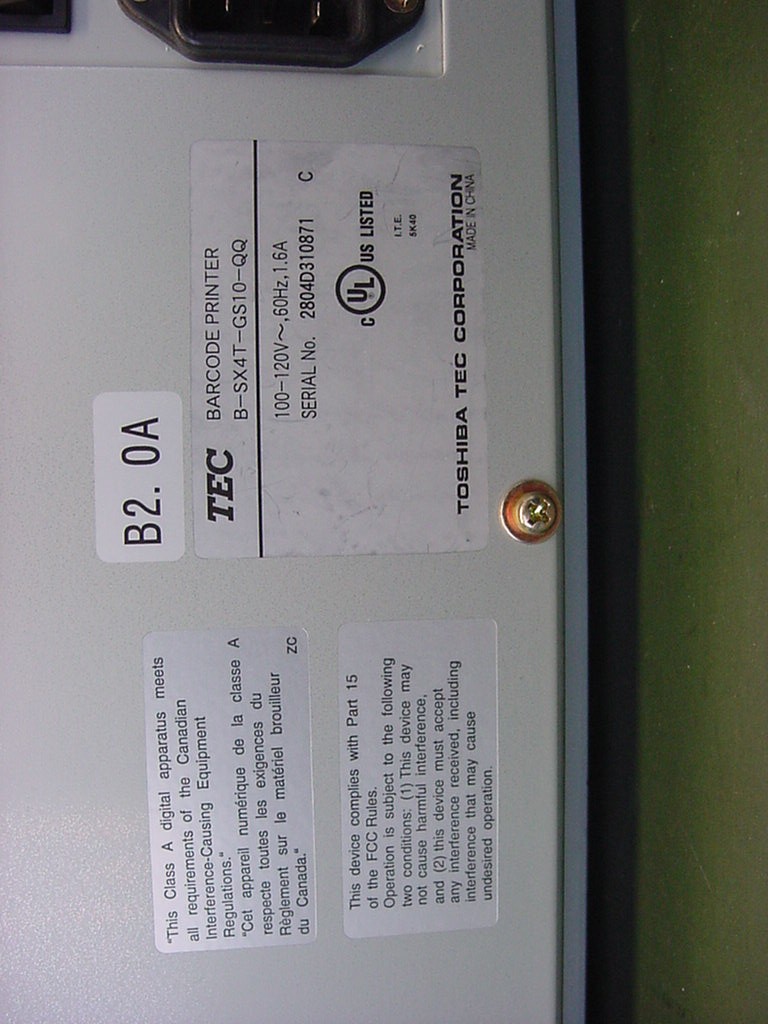 B2.0A
TEC
BARCODE PRINTER
B-SX4T-GS10-QQ
100-120V~,60Hz,1.6A
SERIAL No. 2804D310871 C
C UL US LISTED
®
I.T.E.
5K40
TOSHIBA TEC CORPORATION
MADE IN CHINA
"This Class A digital apparatus meets
all requirements of the Canadian
Interference-Causing Equipment
Regulations."
"Cet appareil numérique de la classe A
respecte toutes les exigences du
Règlement sur le matériel brouilleur
du Canada."
ZC
This device complies with Part 15
of the FCC Rules.
Operation is subject to the following
two conditions: (1) This device may
not cause harmful interference,
and (2) this device must accept
any interference received, including
interference that may cause
undesired operation.